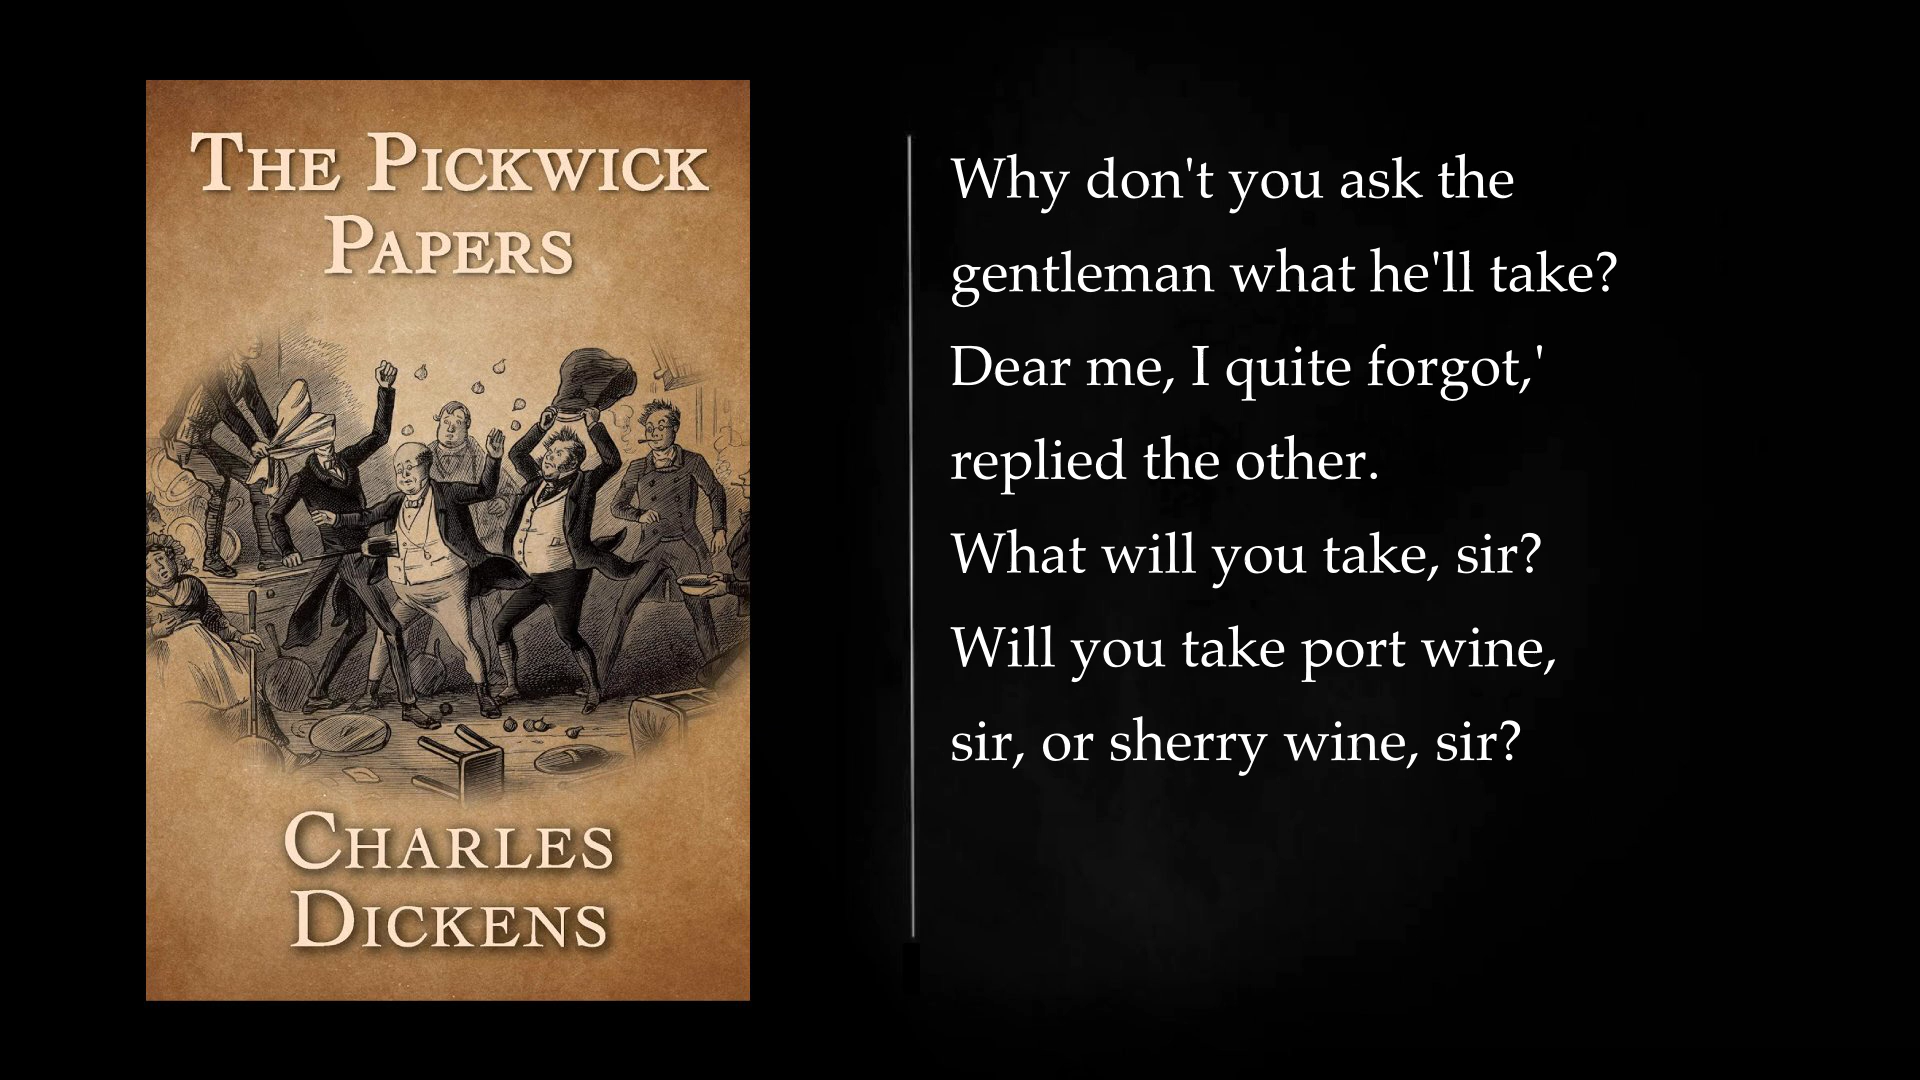 THE PICKWICK
PAPERS
CHARLES
DICKENS
Why don't you ask the
gentleman what he'll take?
Dear me, I quite forgot,'
replied the other.
What will you take, sir?
Will you take port wine,
sir, or sherry wine, sir?